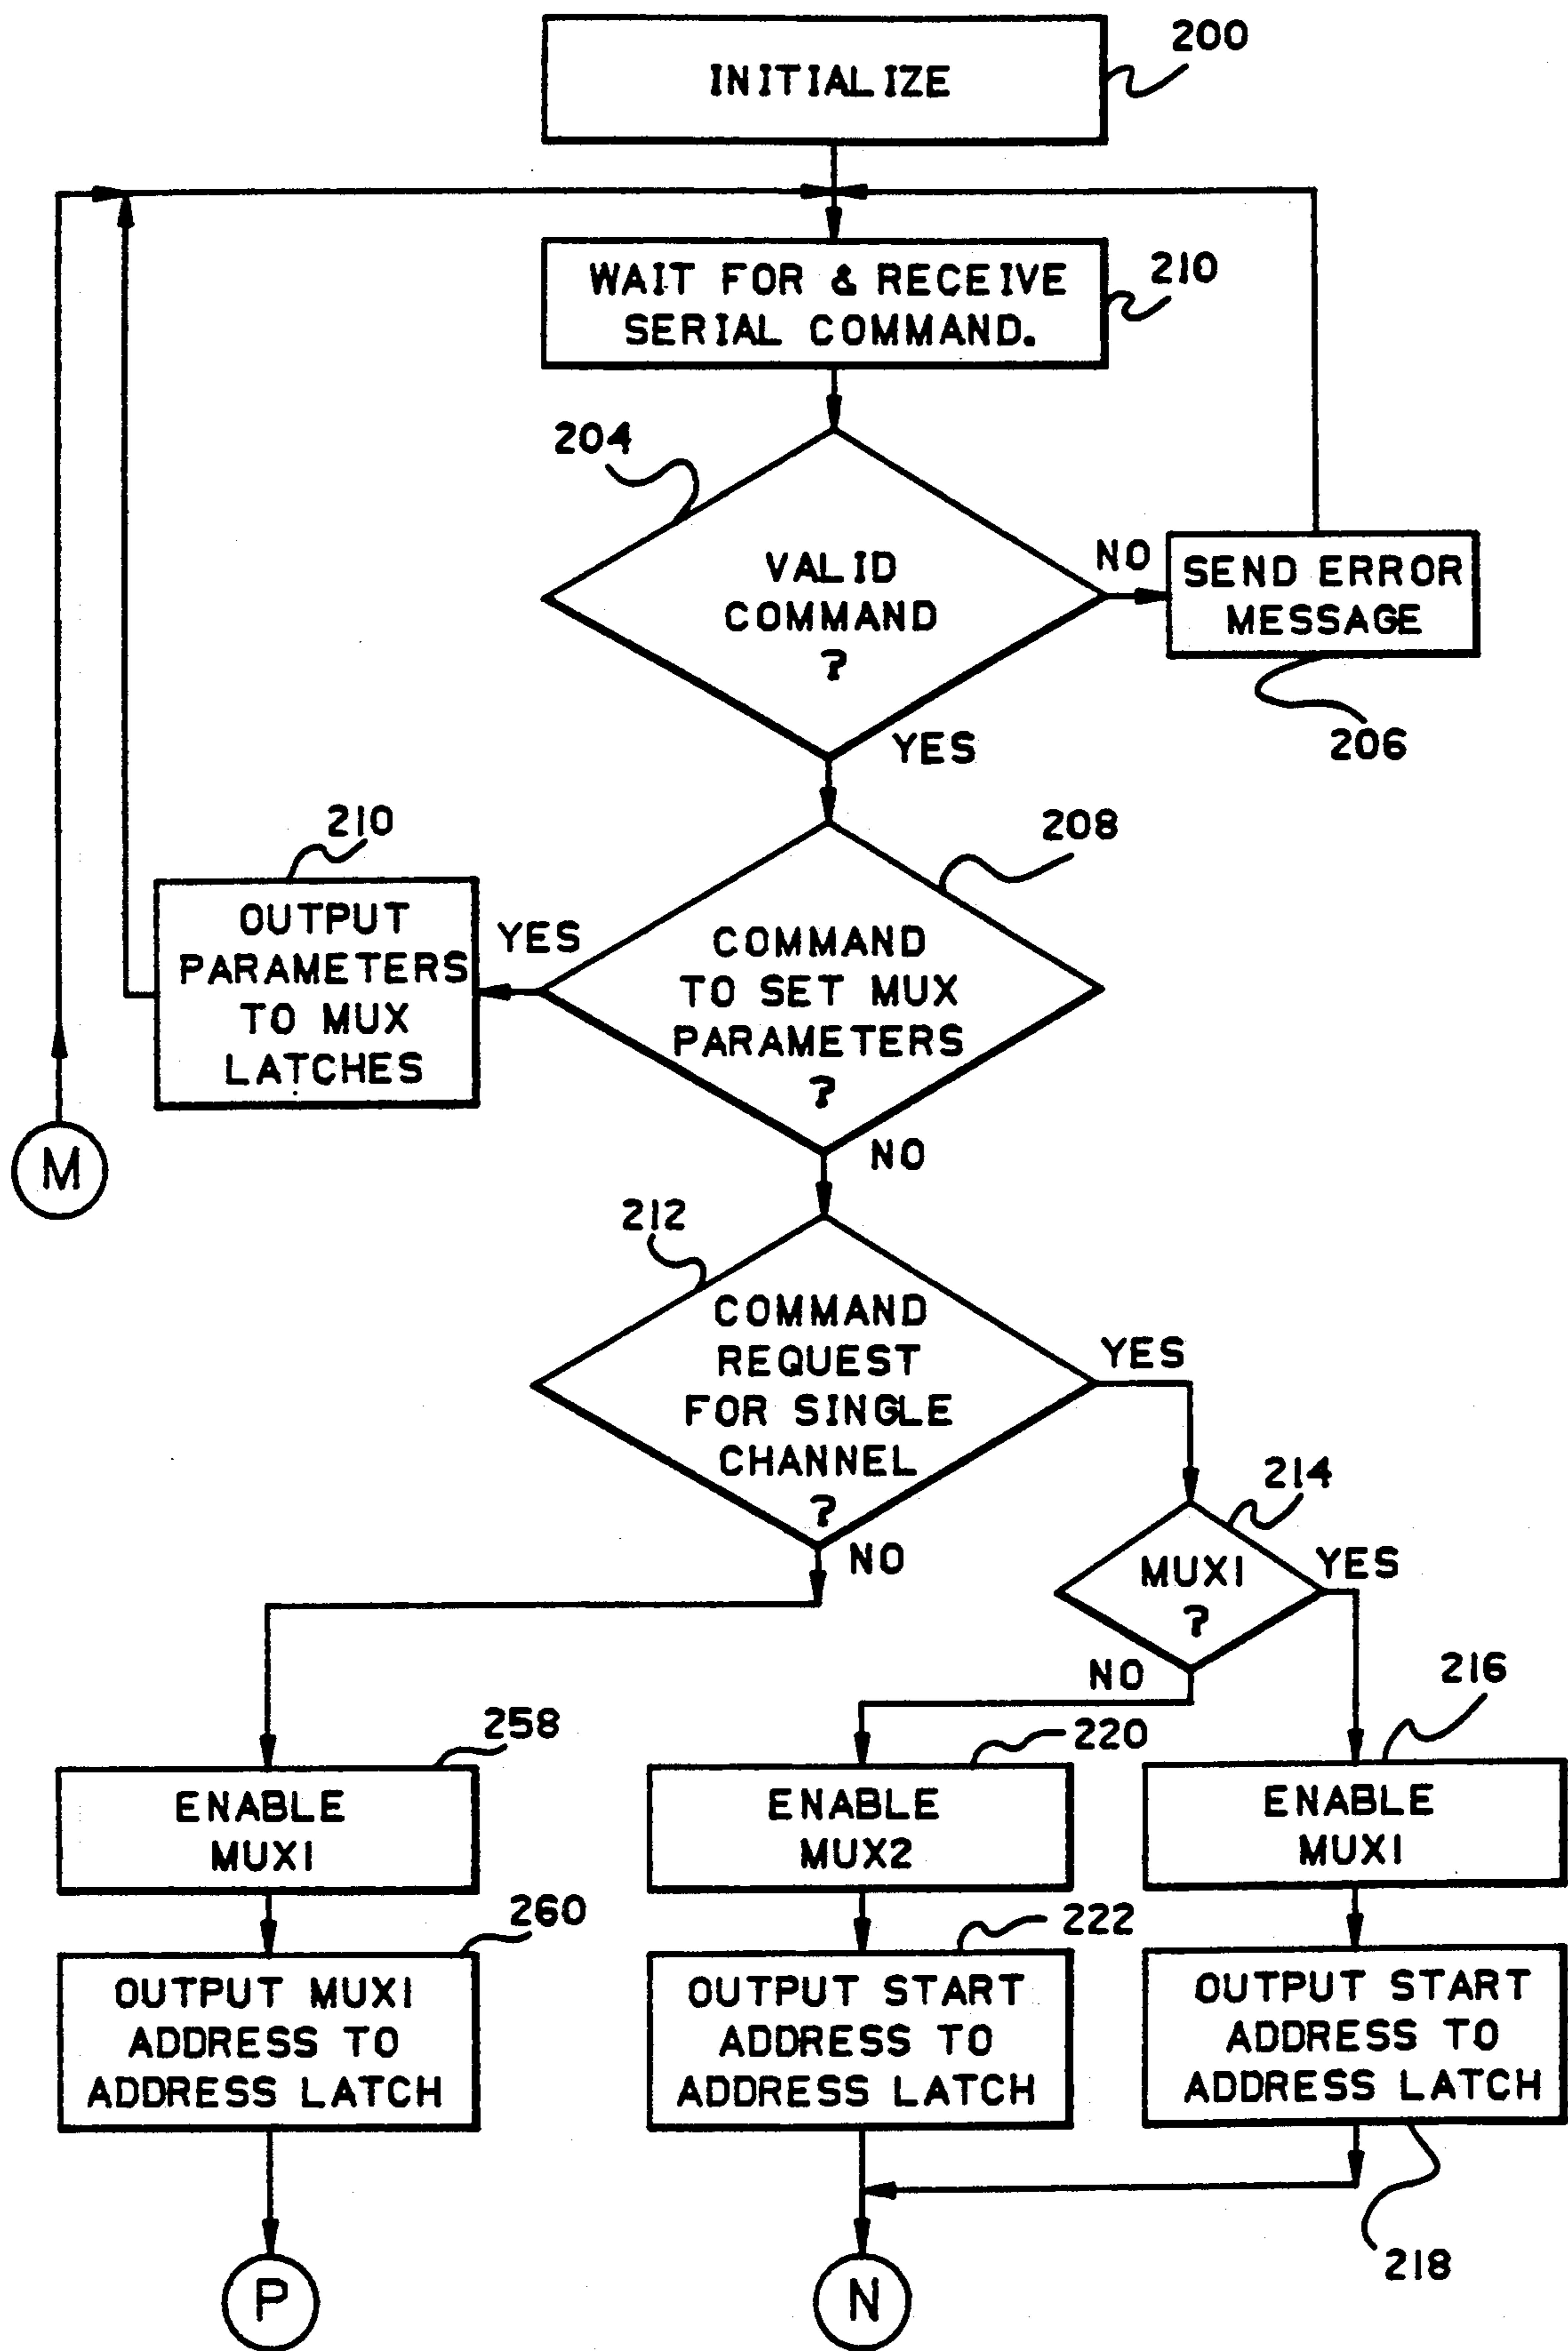 200
INITIALIZE
WAIT FOR & RECEIVE
SERIAL COMMAND.
210
204
VALID
COMMAND
?
NO
SEND ERROR
MESSAGE
206
YES
210
OUTPUT
PARAMETERS
TO MUX
LATCHES
YES
208
COMMAND
TO SET MUX
PARAMETERS
?
NO
M
212
COMMAND
REQUEST
FOR SINGLE
CHANNEL
?
YES
NO
214
MUX1
?
YES
NO
258
ENABLE
MUX1
220
ENABLE
MUX2
216
ENABLE
MUX1
260
OUTPUT MUX1
ADDRESS TO
ADDRESS LATCH
222
OUTPUT START
ADDRESS TO
ADDRESS LATCH
OUTPUT START
ADDRESS TO
ADDRESS LATCH
218
P
N